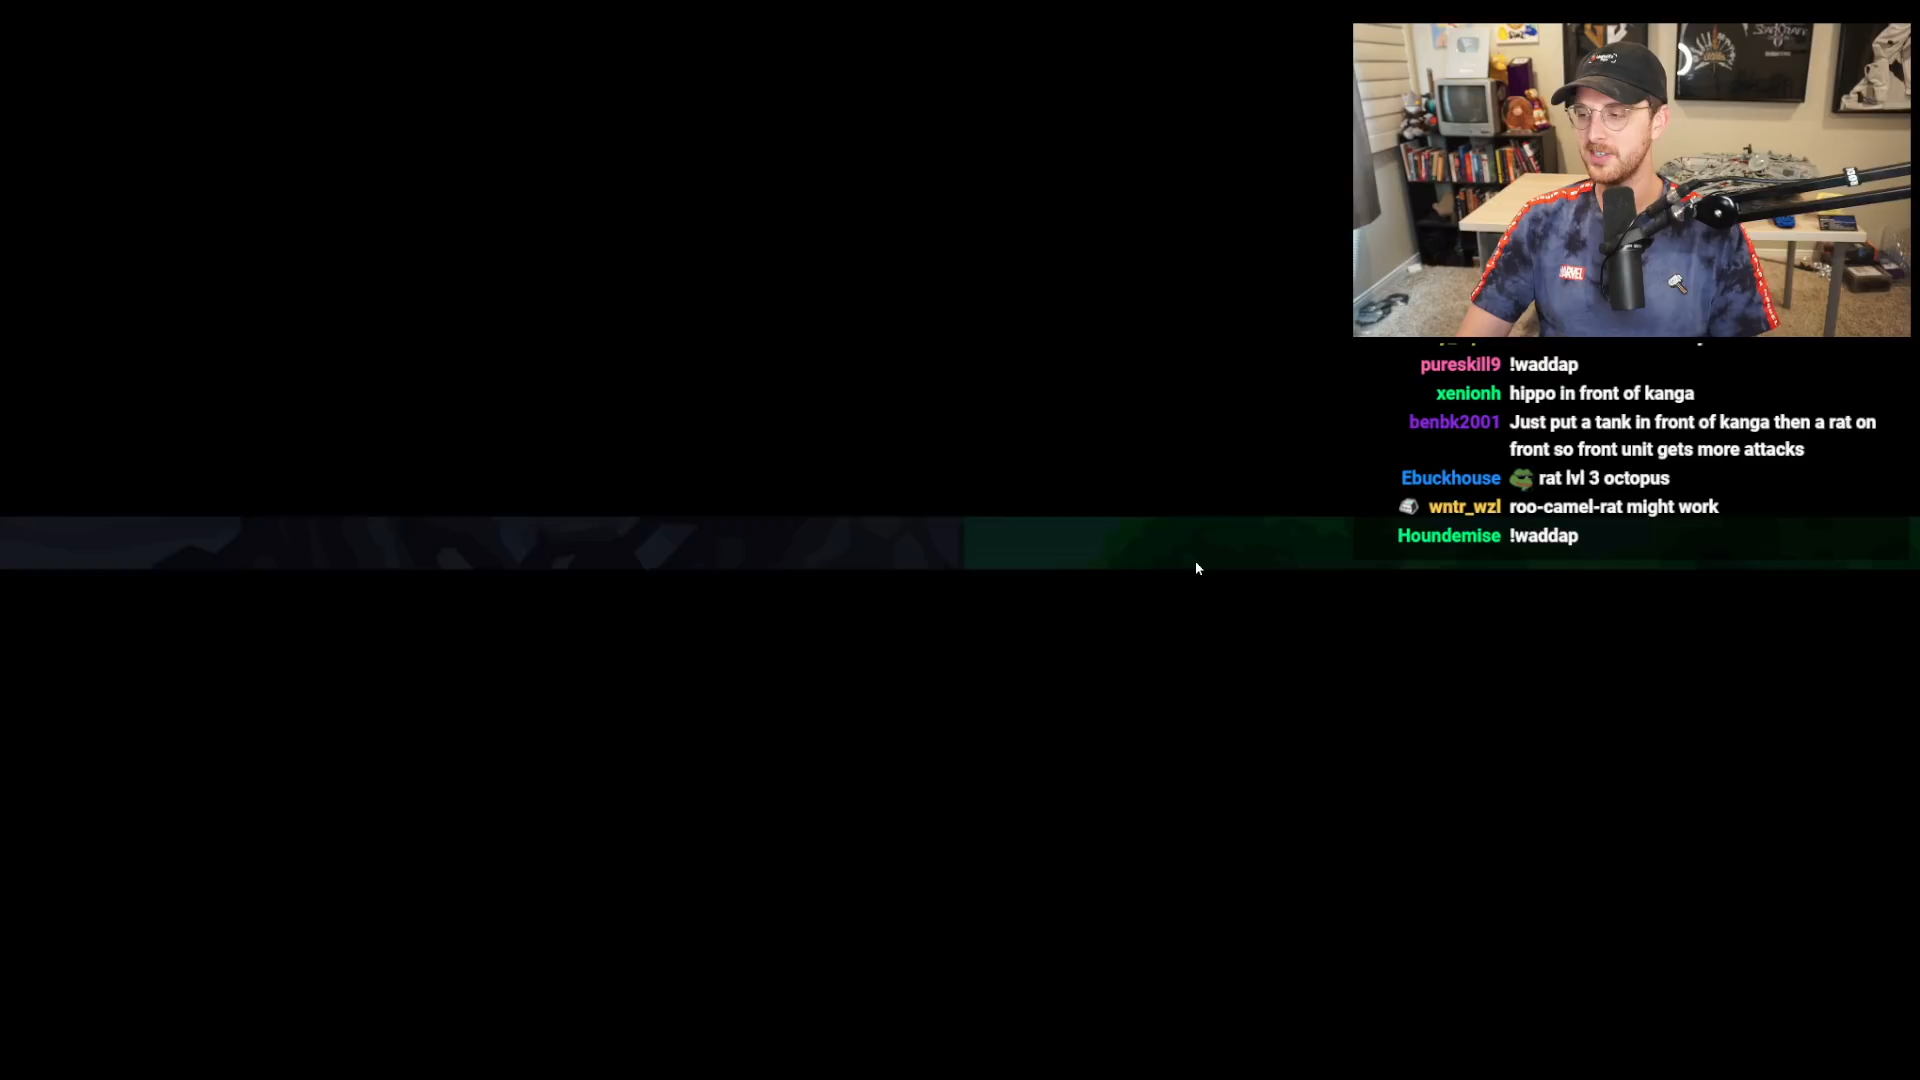 MARVEL
pureskill9 !waddap
xenionh hippo in front of kanga
benbk2001 Just put a tank in front of kanga then a rat on
front so front unit gets more attacks
Ebuckhouse rat lvl 3 octopus
wntr_wzl roo-camel-rat might work
Houndemise !waddap